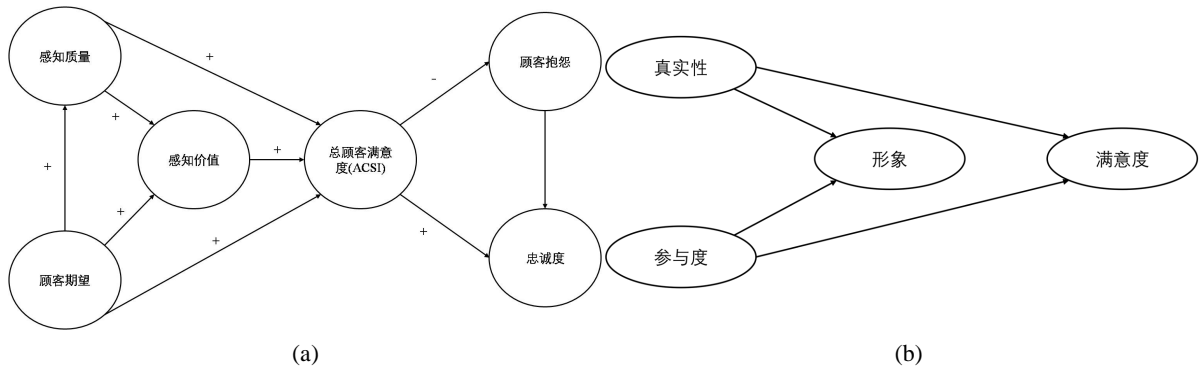 感知质量
+
顾客抱怨
真实性
-
+
+
感知价值
+
总顾客满意
度(ACSI)
形象
满意度
+
+
+
+
忠诚度
参与度
顾客期望
(a)
(b)